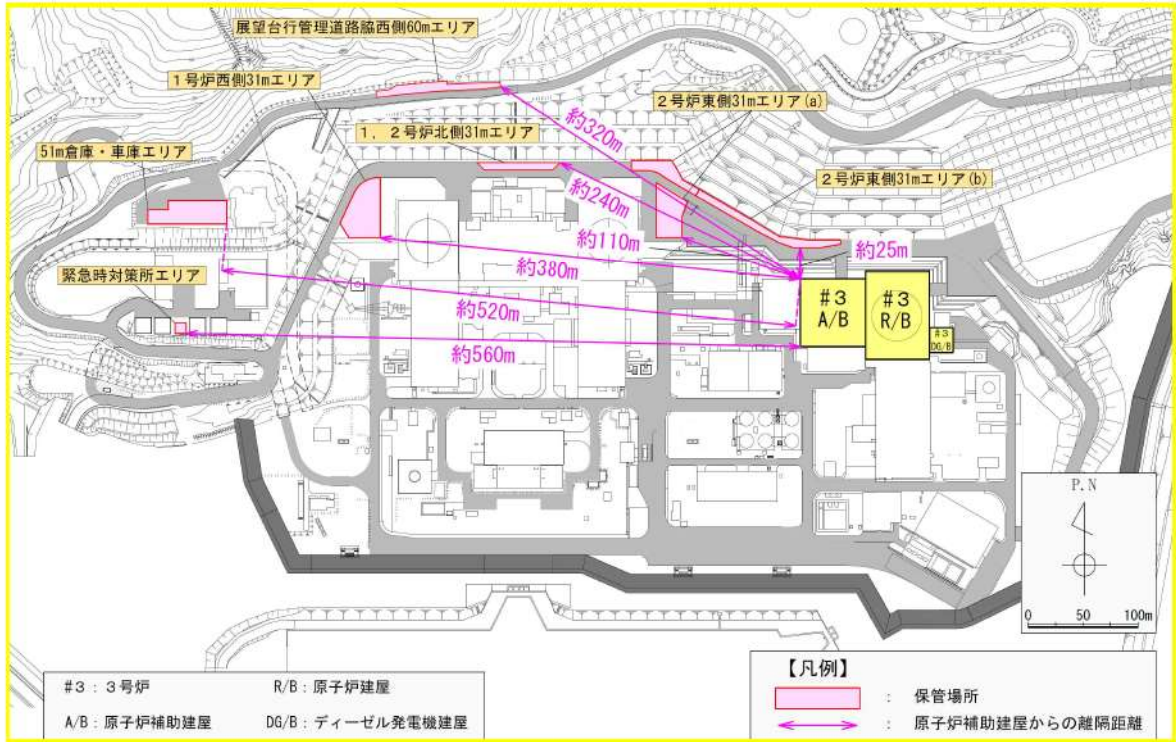 展望台行管理道路脇西側60mエリア
1号炉西側31mエリア
2号炉東側31mエリア(a)
1，2号炉北側31mエリア
51m倉庫・車庫エリア
2号炉東側31mエリア(b)
緊急時対策所エリア
約320m
約240m
約110m
約25m
約380m
約520m
約560m
#3
A/B
#3
R/B
#3
DG/B
P.N
0 50 100m
#3：3号炉 R/B：原子炉建屋
A/B：原子炉補助建屋 DG/B：ディーゼル発電機建屋
【凡例】
： 保管場所
： 原子炉補助建屋からの離隔距離